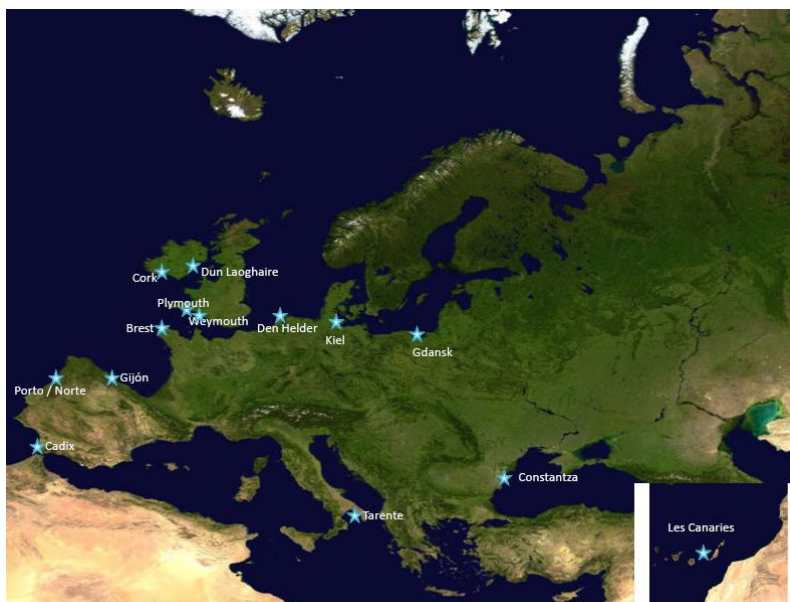 Cork
Dun Laoghaire
Plymouth
Weymouth
Brest
Den Helder
Kiel
Gdansk
Porto / Norte
Gijón
Cadix
Constantza
Tarente
Les Canaries